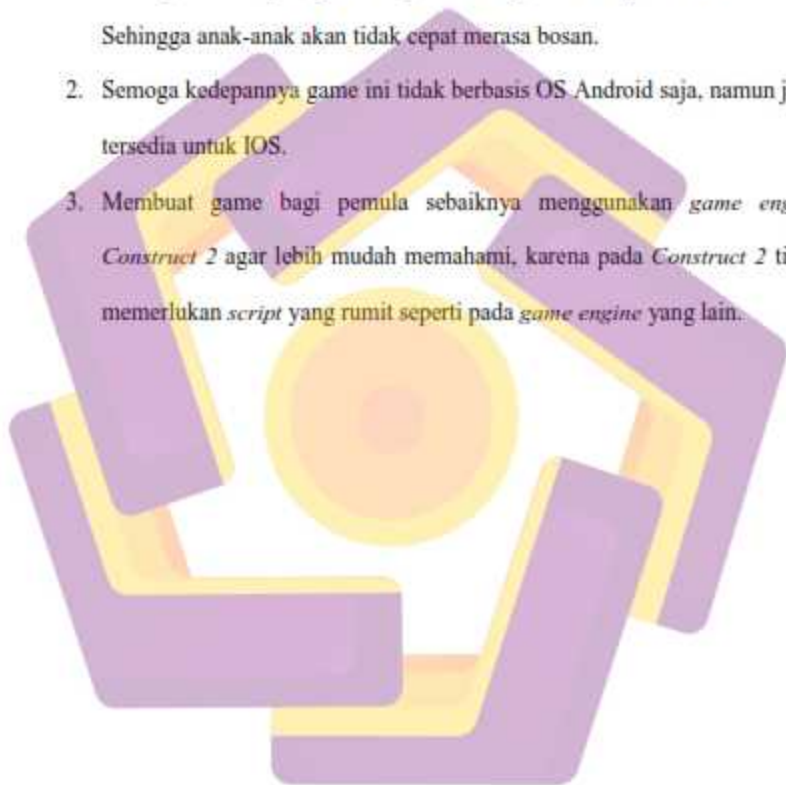 Sehingga anak-anak akan tidak cepat merasa bosan.
2. Semoga kedepannya game ini tidak berbasis OS Android saja, namun j
tersedia untuk IOS.
3. Membuat game bagi pemula sebaiknya menggunakan game eng
Construct 2 agar lebih mudah memahami, karena pada Construct 2 ti
memerlukan script yang rumit seperti pada game engine yang lain.